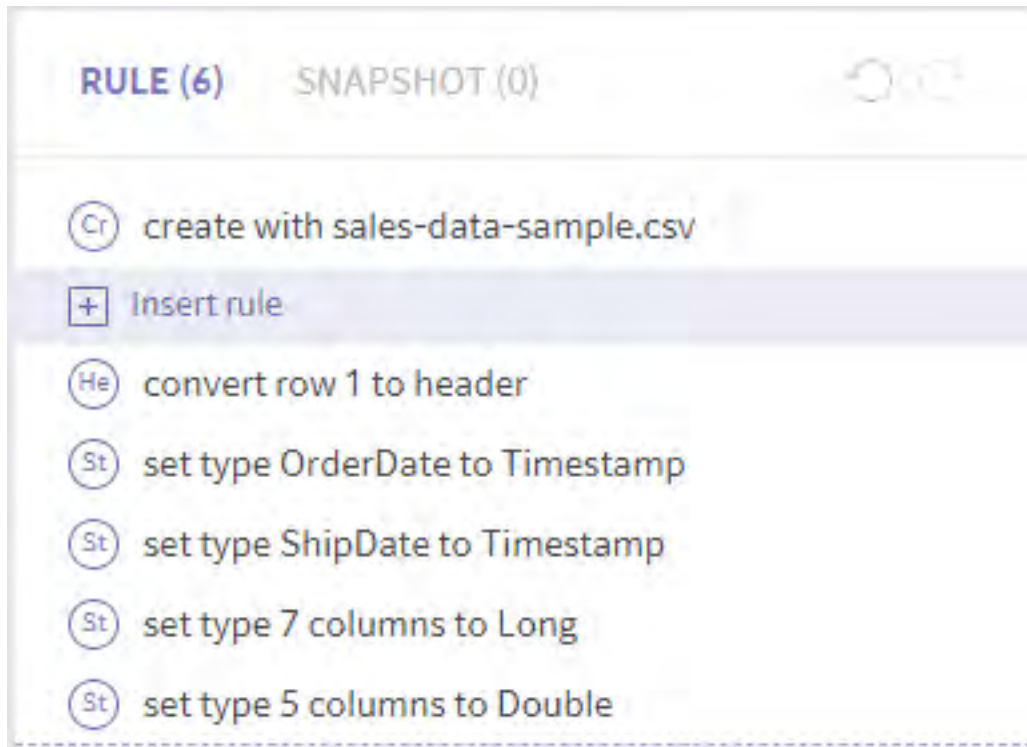 RULE (6) SNAPSHOT (0)
Cr create with sales-data-sample.csv
+ Insert rule
He convert row 1 to header
St set type OrderDate to Timestamp
St set type ShipDate to Timestamp
St set type 7 columns to Long
St set type 5 columns to Double